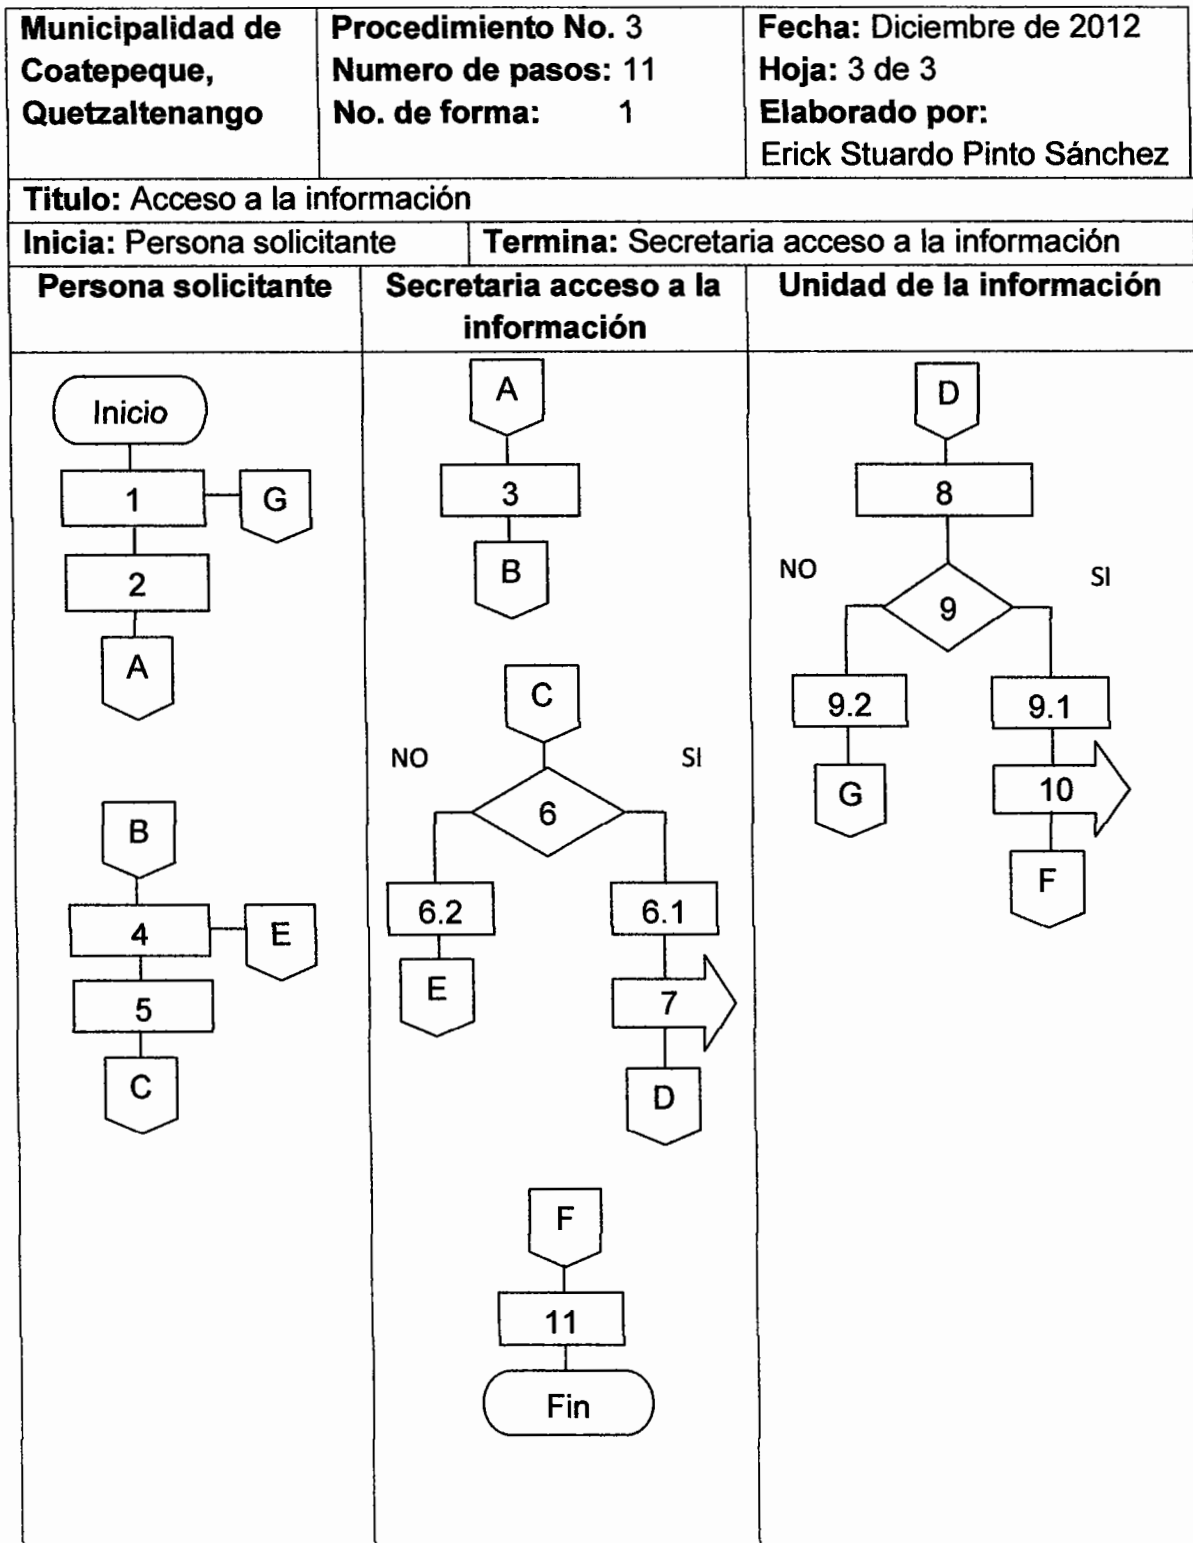 Municipalidad de
Coatepeque,
Quetzaltenango
Procedimiento No. 3
Numero de pasos: 11
No. de forma: 1
Fecha: Diciembre de 2012
Hoja: 3 de 3
Elaborado por:
Erick Stuardo Pinto Sánchez
Titulo: Acceso a la información
Inicia: Persona solicitante
Termina: Secretaria acceso a la información
Persona solicitante
Secretaria acceso a la
información
Unidad de la información
Inicio
1
G
2
A
B
4
E
5
C
A
3
B
C
NO
SI
6
6.2
6.1
E
7
D
F
11
Fin
D
8
NO
SI
9
9.2
9.1
G
10
F